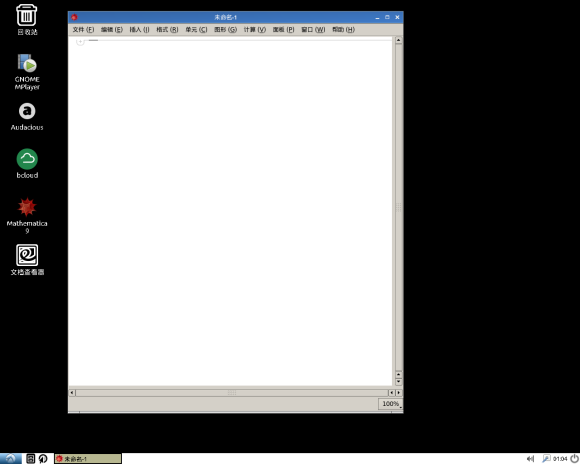 回收站
GNOME
MPlayer
Audacious
bcloud
Mathematica
9
文档查看器
未命名-1
文件 (F) 编辑 (E) 插入 (I) 格式 (R) 单元 (C) 图形 (G) 计算 (V) 面板 (P) 窗口 (W) 帮助 (H)
100%
未命名-1
01:04